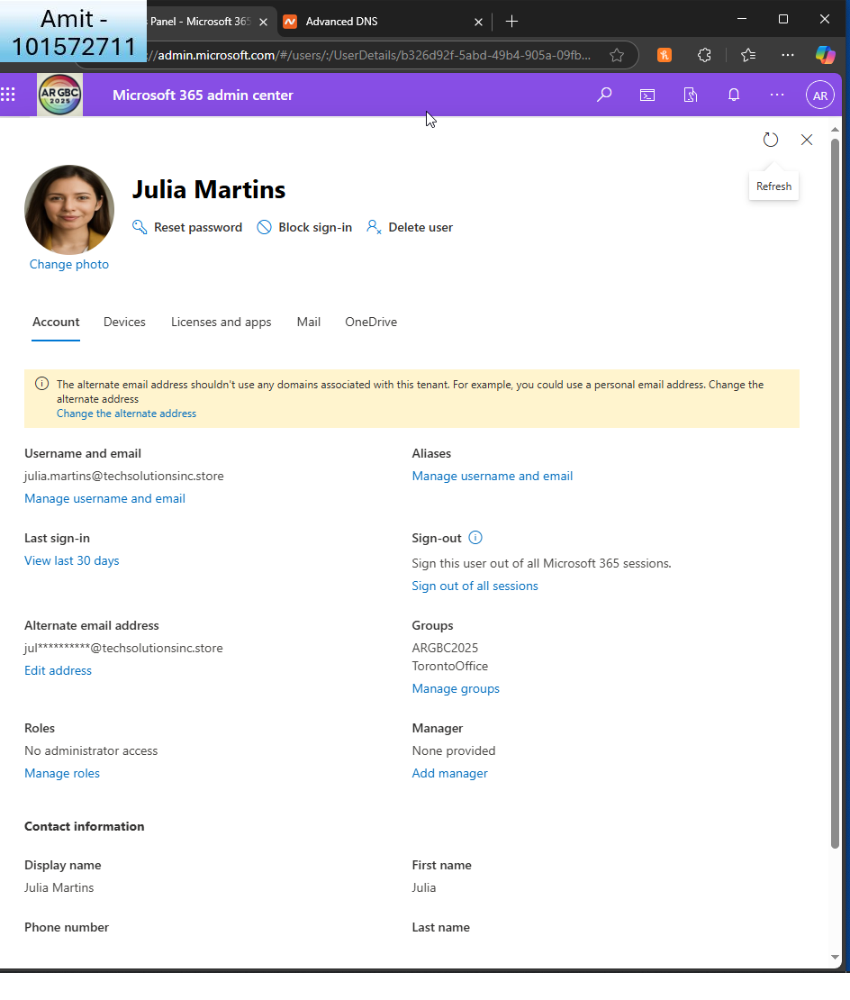 Amit -
101572711
s Panel - Microsoft 365
Advanced DNS
://admin.microsoft.com/#/users/:/UserDetails/b326d92f-5abd-49b4-905a-09fb...
AR GBC
2025
Microsoft 365 admin center
AR
Refresh
Julia Martins
Reset password
Block sign-in
Delete user
Change photo
Account
Devices
Licenses and apps
Mail
OneDrive
The alternate email address shouldn't use any domains associated with this tenant. For example, you could use a personal email address. Change the
alternate address
Change the alternate address
Username and email
julia.martins@techsolutionsinc.store
Manage username and email
Aliases
Manage username and email
Last sign-in
View last 30 days
Sign-out
Sign this user out of all Microsoft 365 sessions.
Sign out of all sessions
Alternate email address
jul**********@techsolutionsinc.store
Edit address
Groups
ARGBC2025
TorontoOffice
Manage groups
Roles
No administrator access
Manage roles
Manager
None provided
Add manager
Contact information
Display name
Julia Martins
First name
Julia
Phone number
Last name